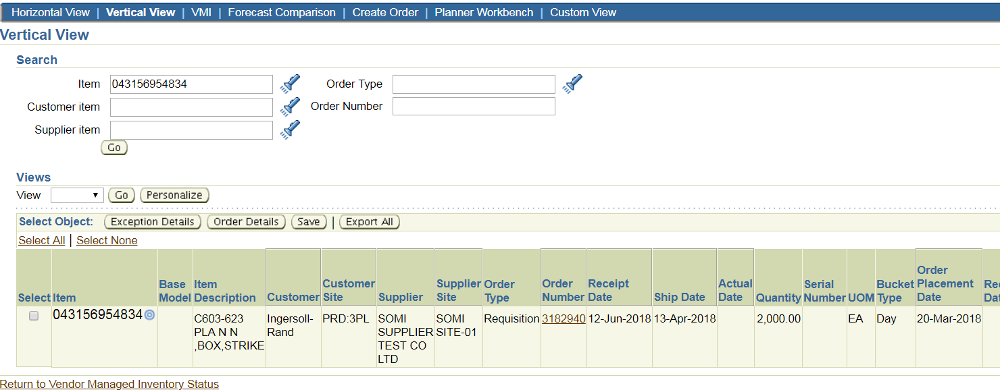 Horizontal View | Vertical View | VMI | Forecast Comparison | Create Order | Planner Workbench | Custom View
Vertical View
Search
Item 043156954834 Order Type
Customer item Order Number
Supplier item
Go
Views
View Go Personalize
Select Object: Exception Details Order Details Save | Export All
Select All | Select None
Select Item Base Model Item Description Customer Customer Site Supplier Supplier Site Order Type Order Number Receipt Date Ship Date Actual Date Quantity Serial Number UOM Bucket Type Order Placement Date
043156954834 C603-623 Ingersoll- PRD:3PL SOMI SOMI Requisition 3182940 12-Jun-2018 13-Apr-2018 2,000.00 EA Day 20-Mar-2018
PLA N N Rand SUPPLIER SITE-01
,BOX,STRIKE TEST CO
LTD
Return to Vendor Managed Inventory Status